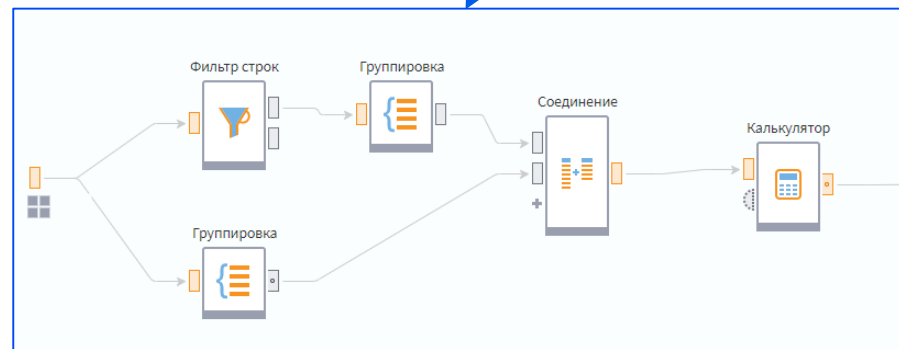 Фильтр строк
Группировка
Соединение
Калькулятор
Группировка